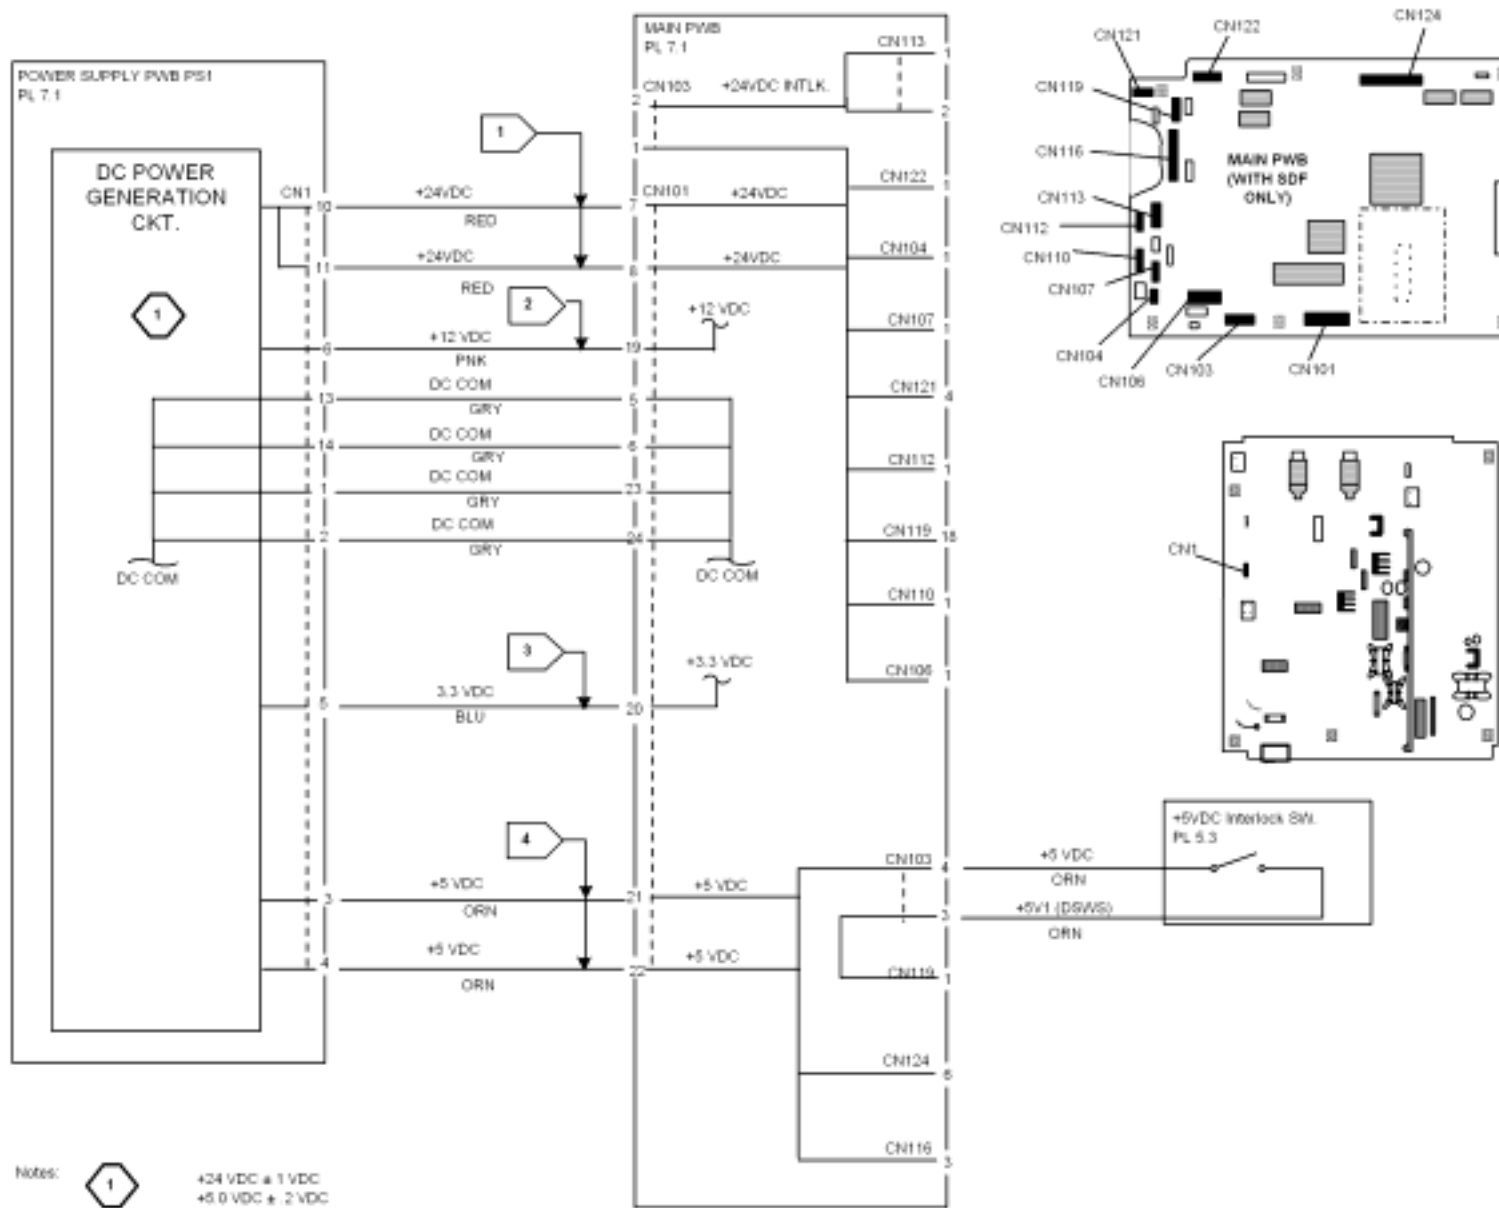 POWER SUPPLY PWB PS1
PL 7.1
DC POWER
GENERATION
CKT.
1
DC COM
CN1
10
11
6
13
14
1
2
5
3
4
+24VDC
RED
+24VDC
RED
+12 VDC
PNK
DC COM
GRY
DC COM
GRY
DC COM
GRY
DC COM
GRY
3.3 VDC
BLU
+5 VDC
ORN
+5 VDC
ORN
1
2
3
4
MAIN PWB
PL 7.1
CN103
2
1
+24VDC INTLK.
CN101
7
8
19
5
6
23
24
20
21
22
+24VDC
+24VDC
+12 VDC
DC COM
+3.3 VDC
+5 VDC
+5 VDC
CN113
1
2
CN122
1
CN104
1
CN107
1
CN121
4
CN112
1
CN119
18
CN110
1
CN106
1
CN103
4
3
CN119
1
CN124
6
CN116
3
+5 VDC
ORN
+5V1 (DSWS)
ORN
+5VDC Interlock SW.
PL 5.3
CN121
CN122
CN124
CN119
CN116
CN113
CN112
CN110
CN107
CN104
CN106
CN103
CN101
MAIN PWB
(WITH SDF
ONLY)
CN1
Notes:
1
+24 VDC ± 1 VDC
+5.0 VDC ± .2 VDC